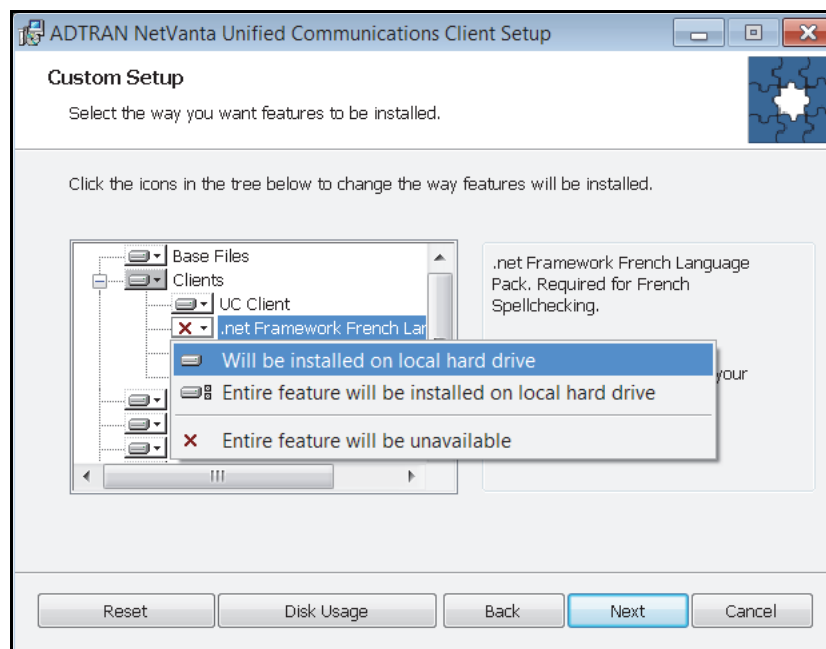 ADTRAN NetVanta Unified Communications Client Setup
Custom Setup
Select the way you want features to be installed.
Click the icons in the tree below to change the way features will be installed.
Base Files
Clients
UC Client
.net Framework French Lan
.net Framework French Language
Pack. Required for French
Spellchecking.
your
Will be installed on local hard drive
Entire feature will be installed on local hard drive
Entire feature will be unavailable
Reset
Disk Usage
Back
Next
Cancel